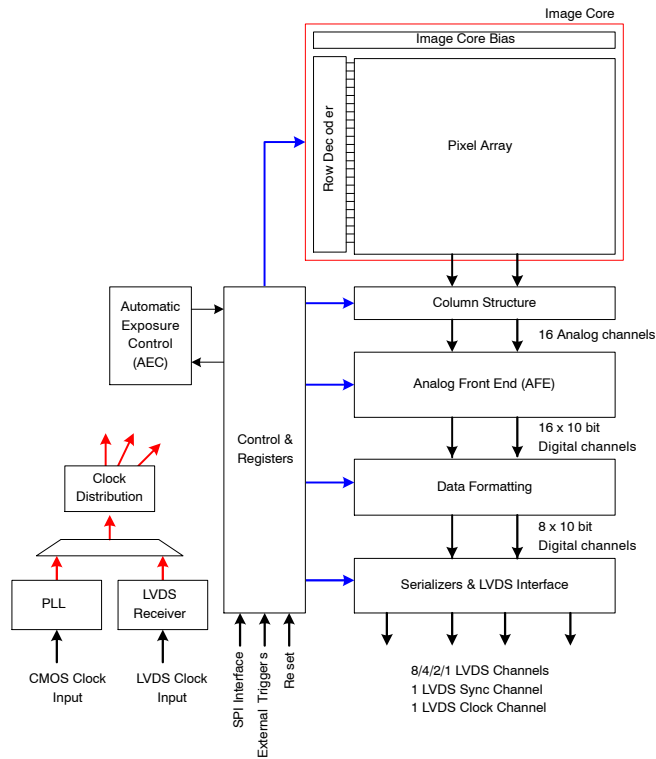 Image Core
Image Core Bias
Row Decoder
Pixel Array
Automatic
Exposure
Control
(AEC)
Column Structure
16 Analog channels
Analog Front End (AFE)
16 x 10 bit
Digital channels
Control &
Registers
Clock
Distribution
Data Formatting
8 x 10 bit
Digital channels
PLL
LVDS
Receiver
Serializers & LVDS Interface
CMOS Clock
Input
LVDS Clock
Input
SPI Interface
External Triggers
Reset
8/4/2/1 LVDS Channels
1 LVDS Sync Channel
1 LVDS Clock Channel